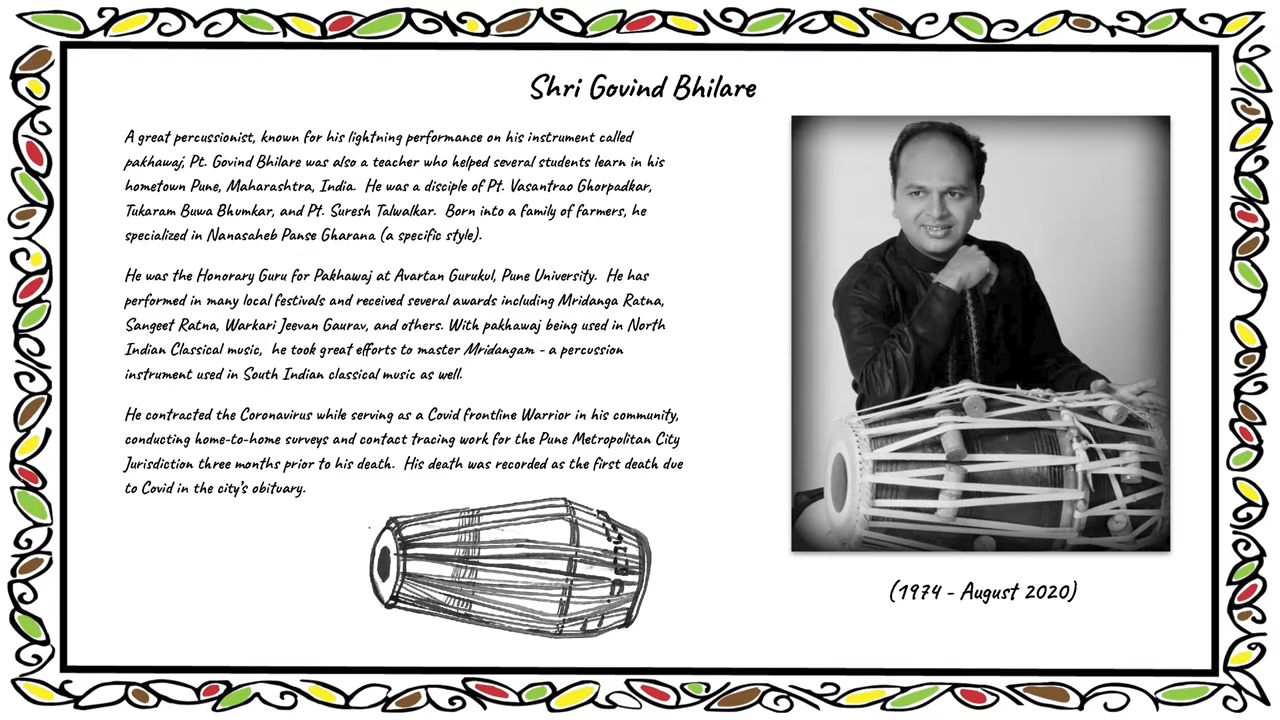 Shri Govind Bhilare
A great percussionist, known for his lightning performance on his instrument called
pakhawaj, Pt. Govind Bhilare was also a teacher who helped several students learn in his
hometown Pune, Maharashtra, India. He was a disciple of Pt. Vasantrao Ghorpadkar,
Tukaram Buwa Bhumkar, and Pt. Suresh Talwalkar. Born into a family of farmers, he
specialized in Nanasaheb Panse Gharana (a specific style).
He was the Honorary Guru for Pakhawaj at Avartan Gurukul, Pune University. He has
performed in many local festivals and received several awards including Mridanga Ratna,
Sangeet Ratna, Warkari Jeevan Gaurav, and others. With pakhawaj being used in North
Indian Classical music, he took great efforts to master Mridangam - a percussion
instrument used in South Indian classical music as well.
He contracted the Coronavirus while serving as a Covid frontline Warrior in his community,
conducting home-to-home surveys and contact tracing work for the Pune Metropolitan City
Jurisdiction three months prior to his death. His death was recorded as the first death due
to Covid in the city's obituary.
(1974 - August 2020)